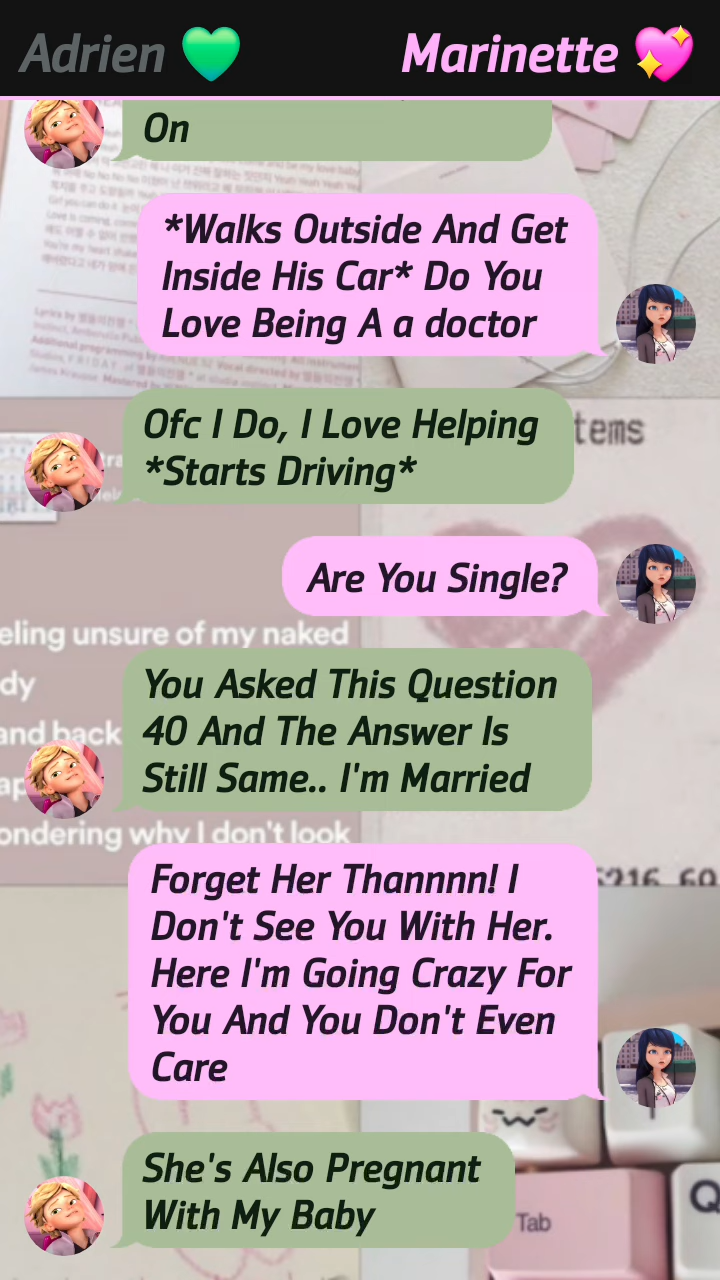 Adrien 💚 Marinette 💖
On
*Walks Outside And Get
Inside His Car* Do You
Love Being A a doctor
Ofc I Do, I Love Helping
*Starts Driving*
tems
Are You Single?
eling unsure of my naked
dy
You Asked This Question
40 And The Answer Is
Still Same.. I'm Married
and back
ondering why I don't look
Forget Her Thannnn! I
Don't See You With Her.
Here I'm Going Crazy For
You And You Don't Even
Care
She's Also Pregnant
With My Baby
Tab
Q